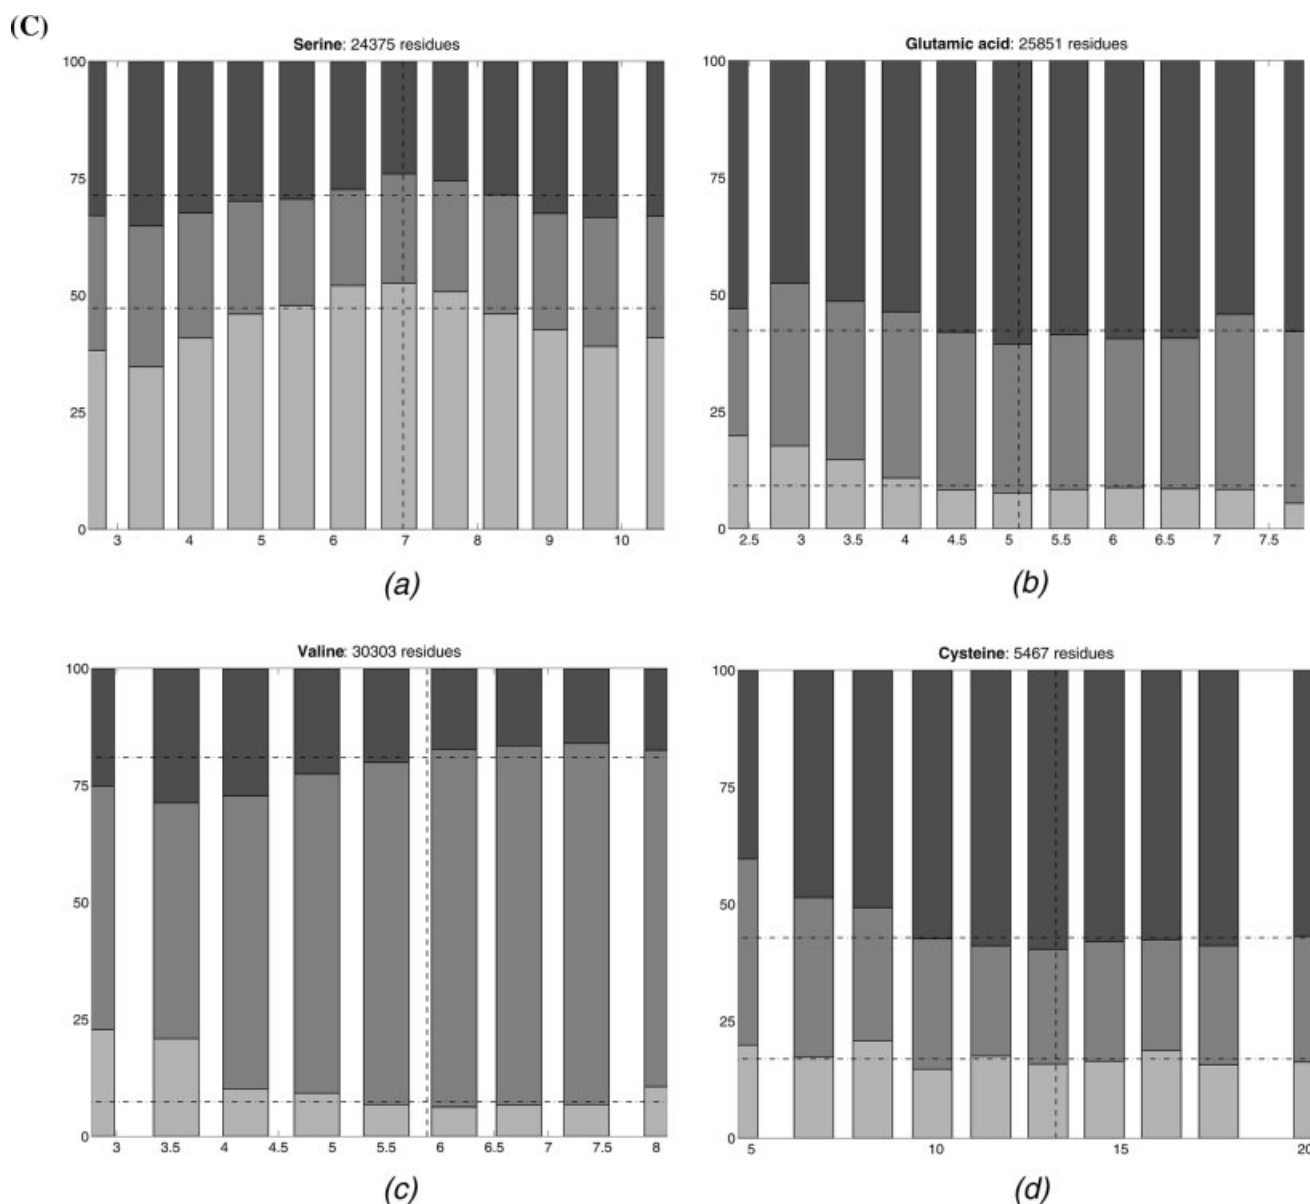 (C)
Serine: 24375 residues
100
75
50
25
0
3 4 5 6 7 8 9 10
(a)
Glutamic acid: 25851 residues
100
75
50
25
0
2.5 3 3.5 4 4.5 5 5.5 6 6.5 7 7.5
(b)
Valine: 30303 residues
100
75
50
25
0
3 3.5 4 4.5 5 5.5 6 6.5 7 7.5 8
(c)
Cysteine: 5467 residues
100
75
50
25
0
5 10 15 20
(d)